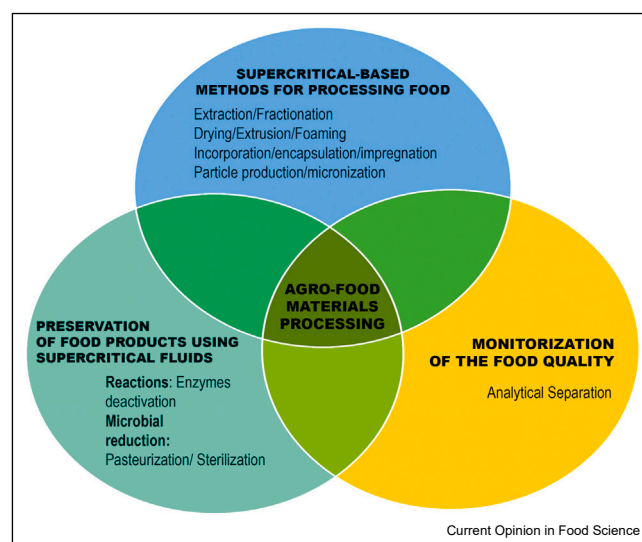 SUPERCRITICAL-BASED
METHODS FOR PROCESSING FOOD
Extraction/Fractionation
Drying/Extrusion/Foaming
Incorporation/encapsulation/impregnation
Particle production/micronization
AGRO-FOOD
MATERIALS
PROCESSING
PRESERVATION
OF FOOD PRODUCTS USING
SUPERCRITICAL FLUIDS
Reactions: Enzymes
deactivation
Microbial
reduction:
Pasteurization/ Sterilization
MONITORIZATION
OF THE FOOD QUALITY
Analytical Separation
Current Opinion in Food Science